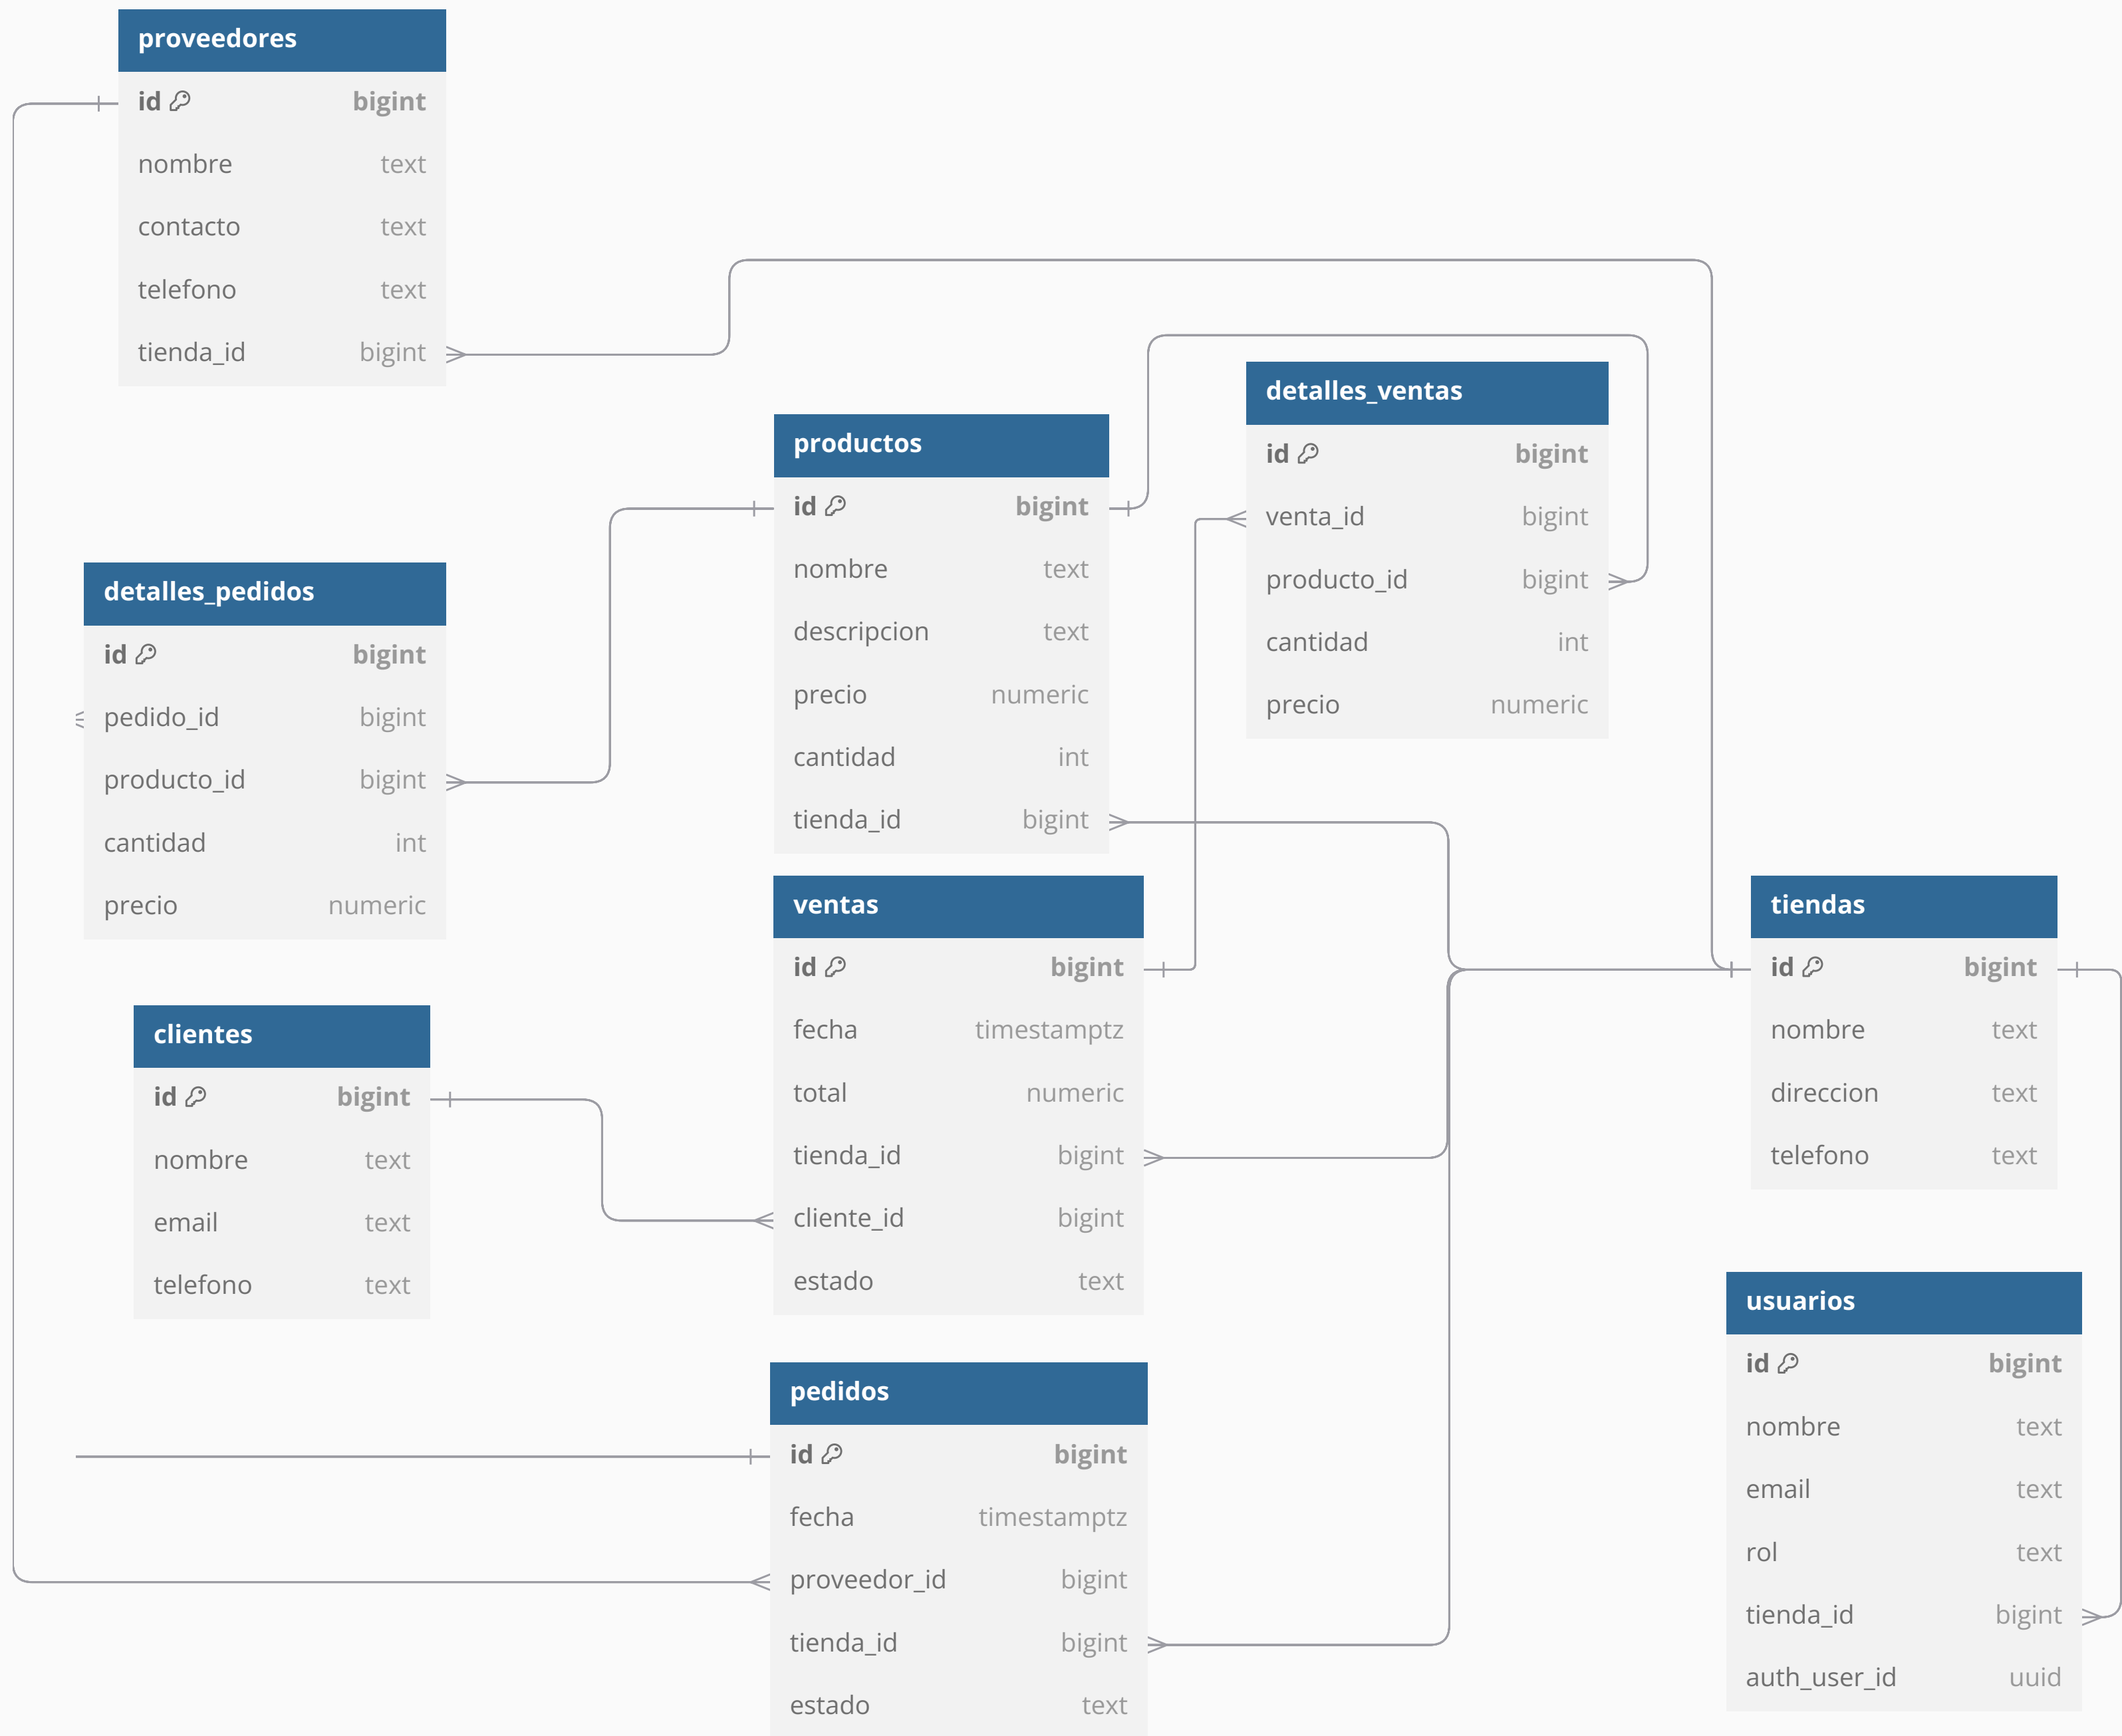 proveedores
id bigint
nombre text
contacto text
telefono text
tienda_id bigint
detalles_ventas
id bigint
venta_id bigint
producto_id bigint
cantidad int
precio numeric
productos
id bigint
nombre text
descripcion text
precio numeric
cantidad int
tienda_id bigint
detalles_pedidos
id bigint
pedido_id bigint
producto_id bigint
cantidad int
precio numeric
ventas
id bigint
fecha timestamptz
total numeric
tienda_id bigint
cliente_id bigint
estado text
tiendas
id bigint
nombre text
direccion text
telefono text
clientes
id bigint
nombre text
email text
telefono text
usuarios
id bigint
nombre text
email text
rol text
tienda_id bigint
auth_user_id uuid
pedidos
id bigint
fecha timestamptz
proveedor_id bigint
tienda_id bigint
estado text